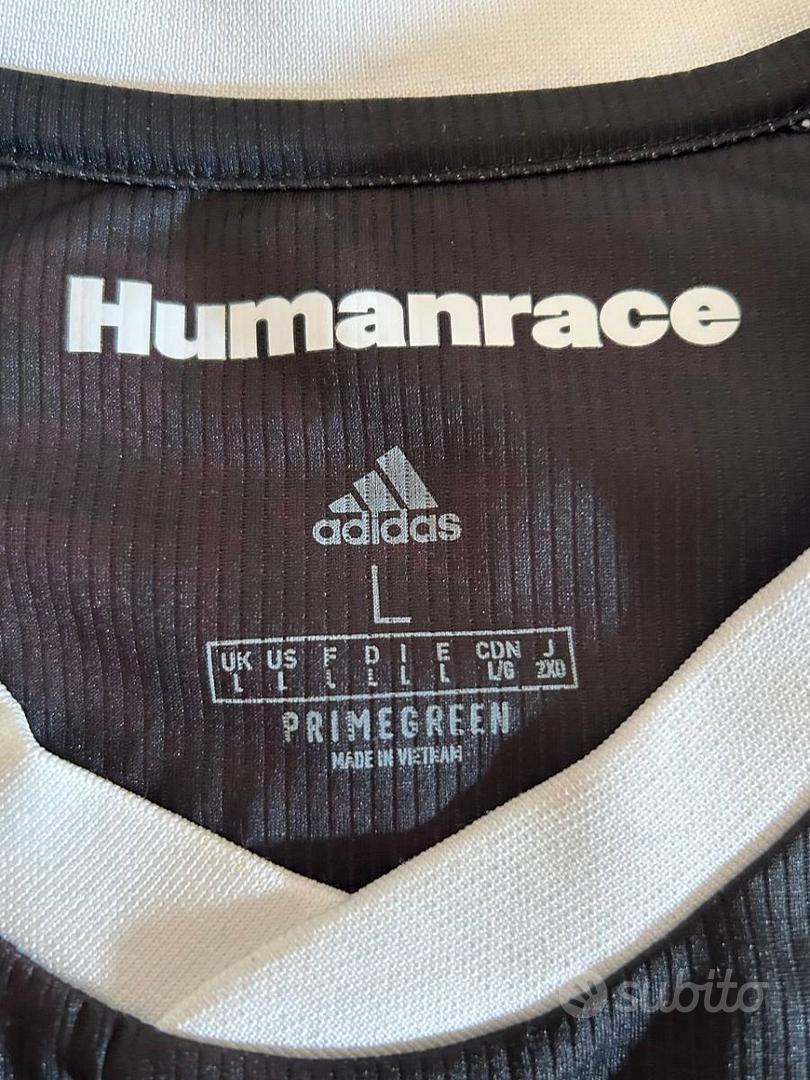 Humanrace
adidas
L
UK US F D I E CDN J
L L L L L L L/G 2XO
PRIMEGREEN
MADE IN VIETNAM
subito